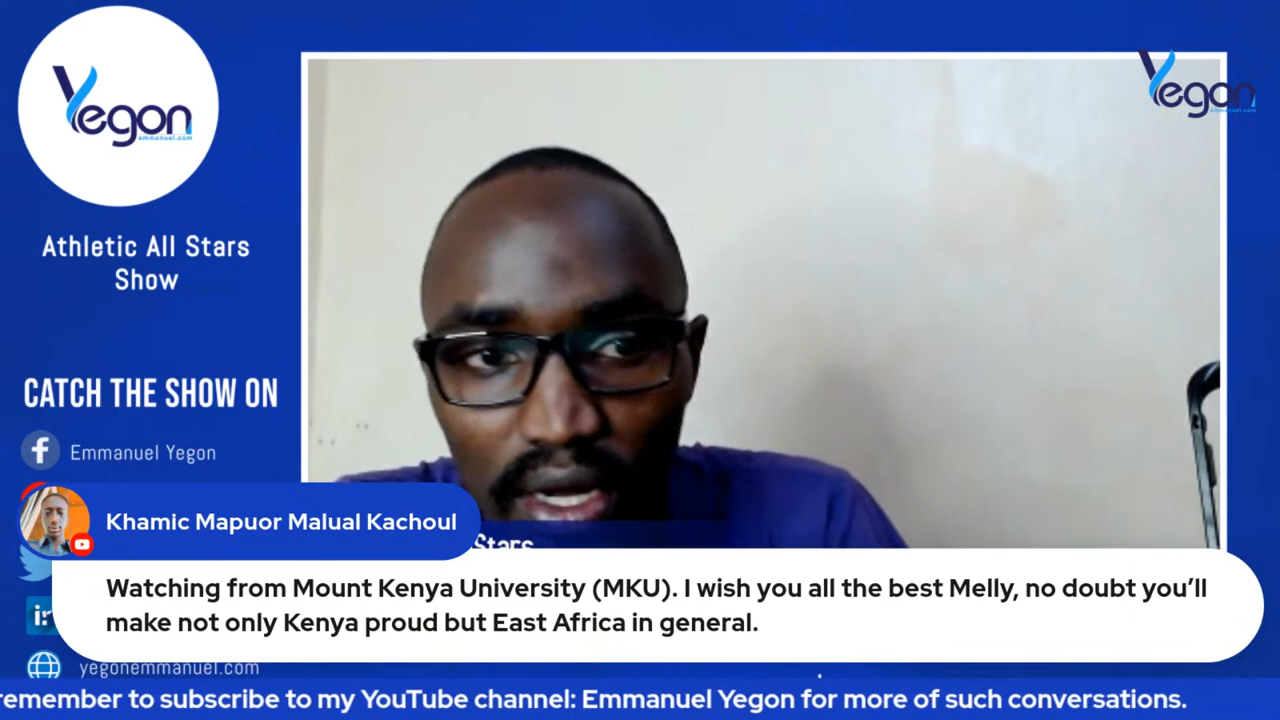 Yegon
emmanuel.com
Yegon
emmanuel.com
Athletic All Stars
Show
CATCH THE SHOW ON
Emmanuel Yegon
Khamic Mapuor Malual Kachoul
Stars
Watching from Mount Kenya University (MKU). I wish you all the best Melly, no doubt you’ll
make not only Kenya proud but East Africa in general.
yegonemmanuel.com
remember to subscribe to my YouTube channel: Emmanuel Yegon for more of such conversations.